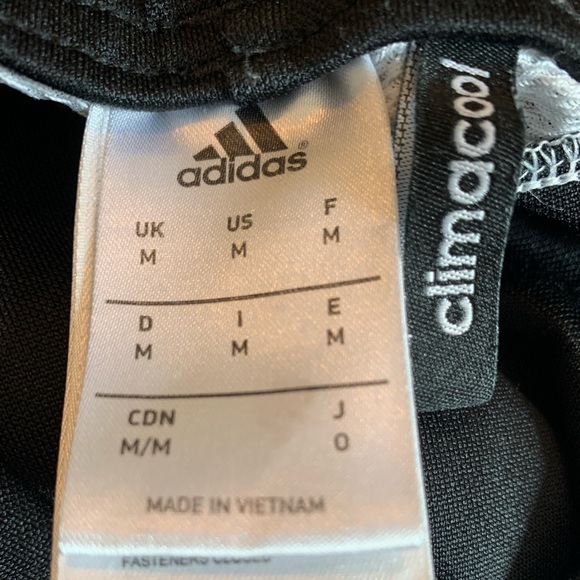 adidas®
UK US F
M M M
D I E
M M M
CDN J
M/M O
MADE IN VIETNAM
FASTENERS CLOSED
climacool